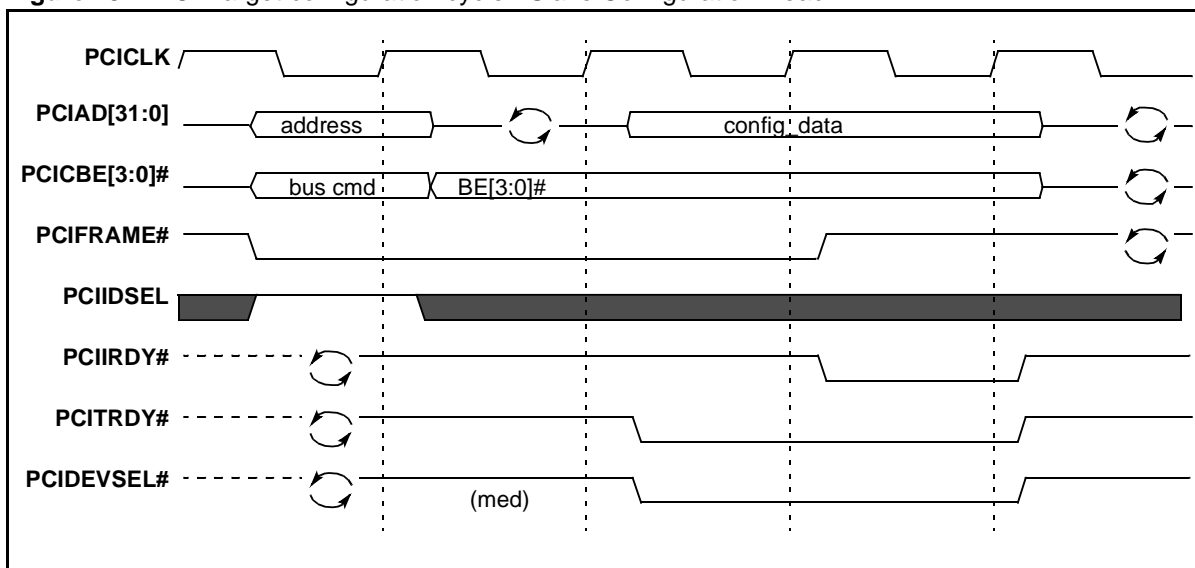 PCICLK
PCIAD[31:0]
address
config_data
PCICBE[3:0]#
bus cmd
BE[3:0]#
PCIFRAME#
PCIIDSEL
PCIIRDY#
PCITRDY#
PCIDEVSEL#
(med)